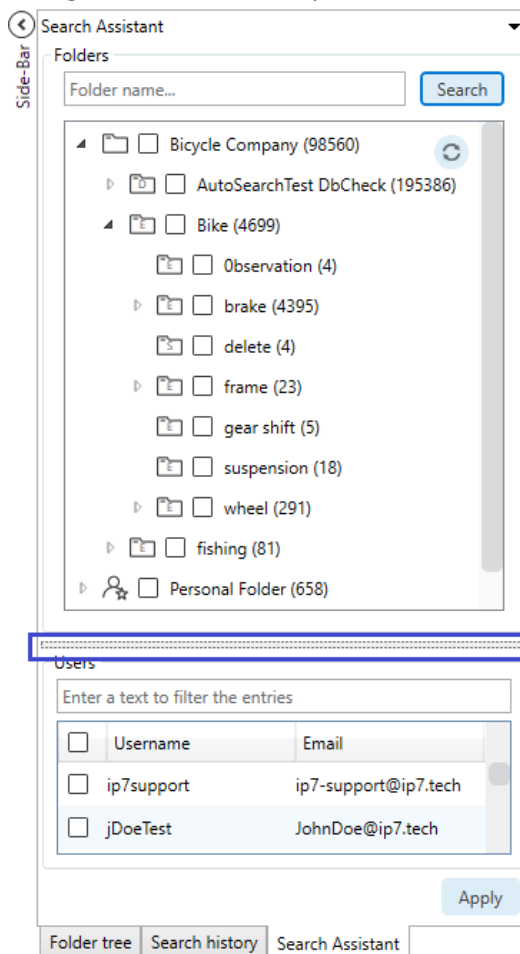 Search Assistant
Side-Bar
Folders
Folder name...
Search
Bicycle Company (98560)
D AutoSearchTest DbCheck (195386)
E Bike (4699)
E 0bservation (4)
E brake (4395)
S delete (4)
E frame (23)
E gear shift (5)
E suspension (18)
E wheel (291)
E fishing (81)
Personal Folder (658)
Users
Enter a text to filter the entries
Username Email
ip7support ip7-support@ip7.tech
jDoeTest JohnDoe@ip7.tech
Apply
Folder tree Search history Search Assistant